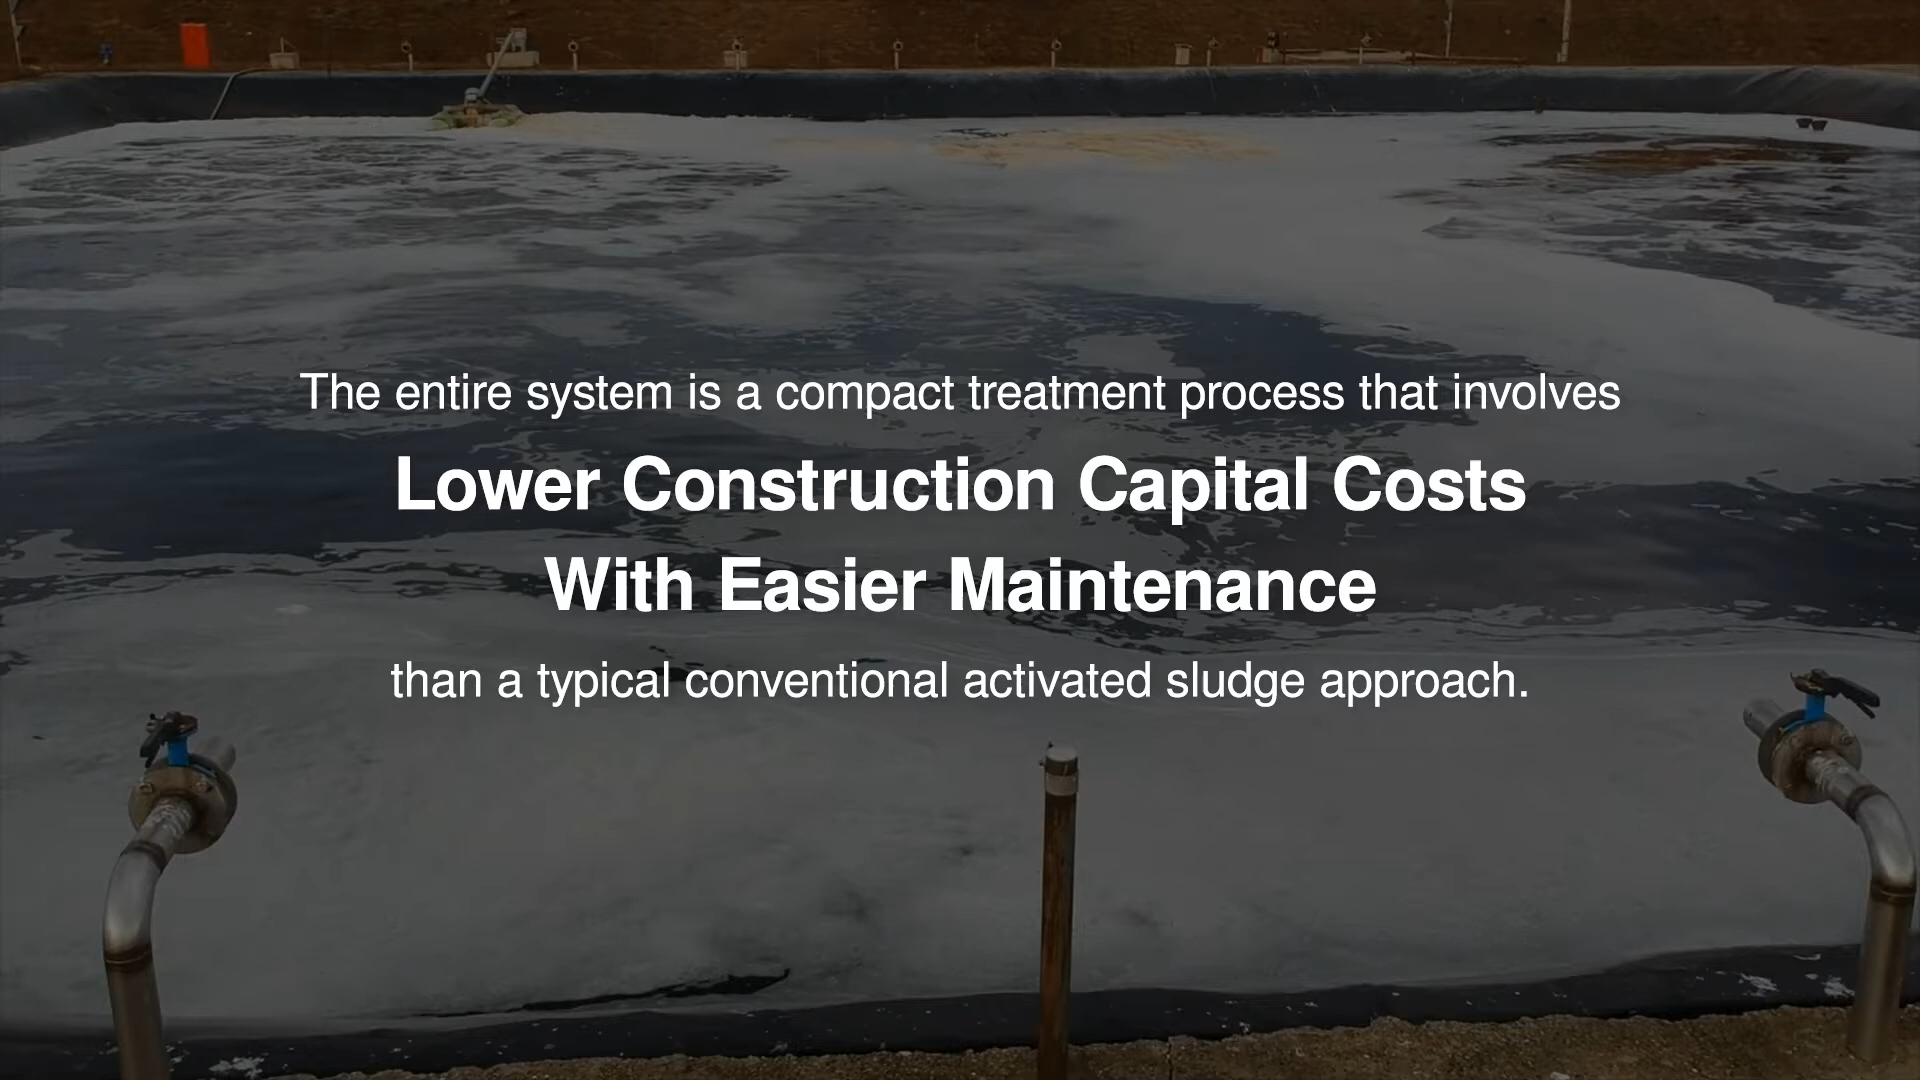 The entire system is a compact treatment process that involves
Lower Construction Capital Costs
With Easier Maintenance
than a typical conventional activated sludge approach.